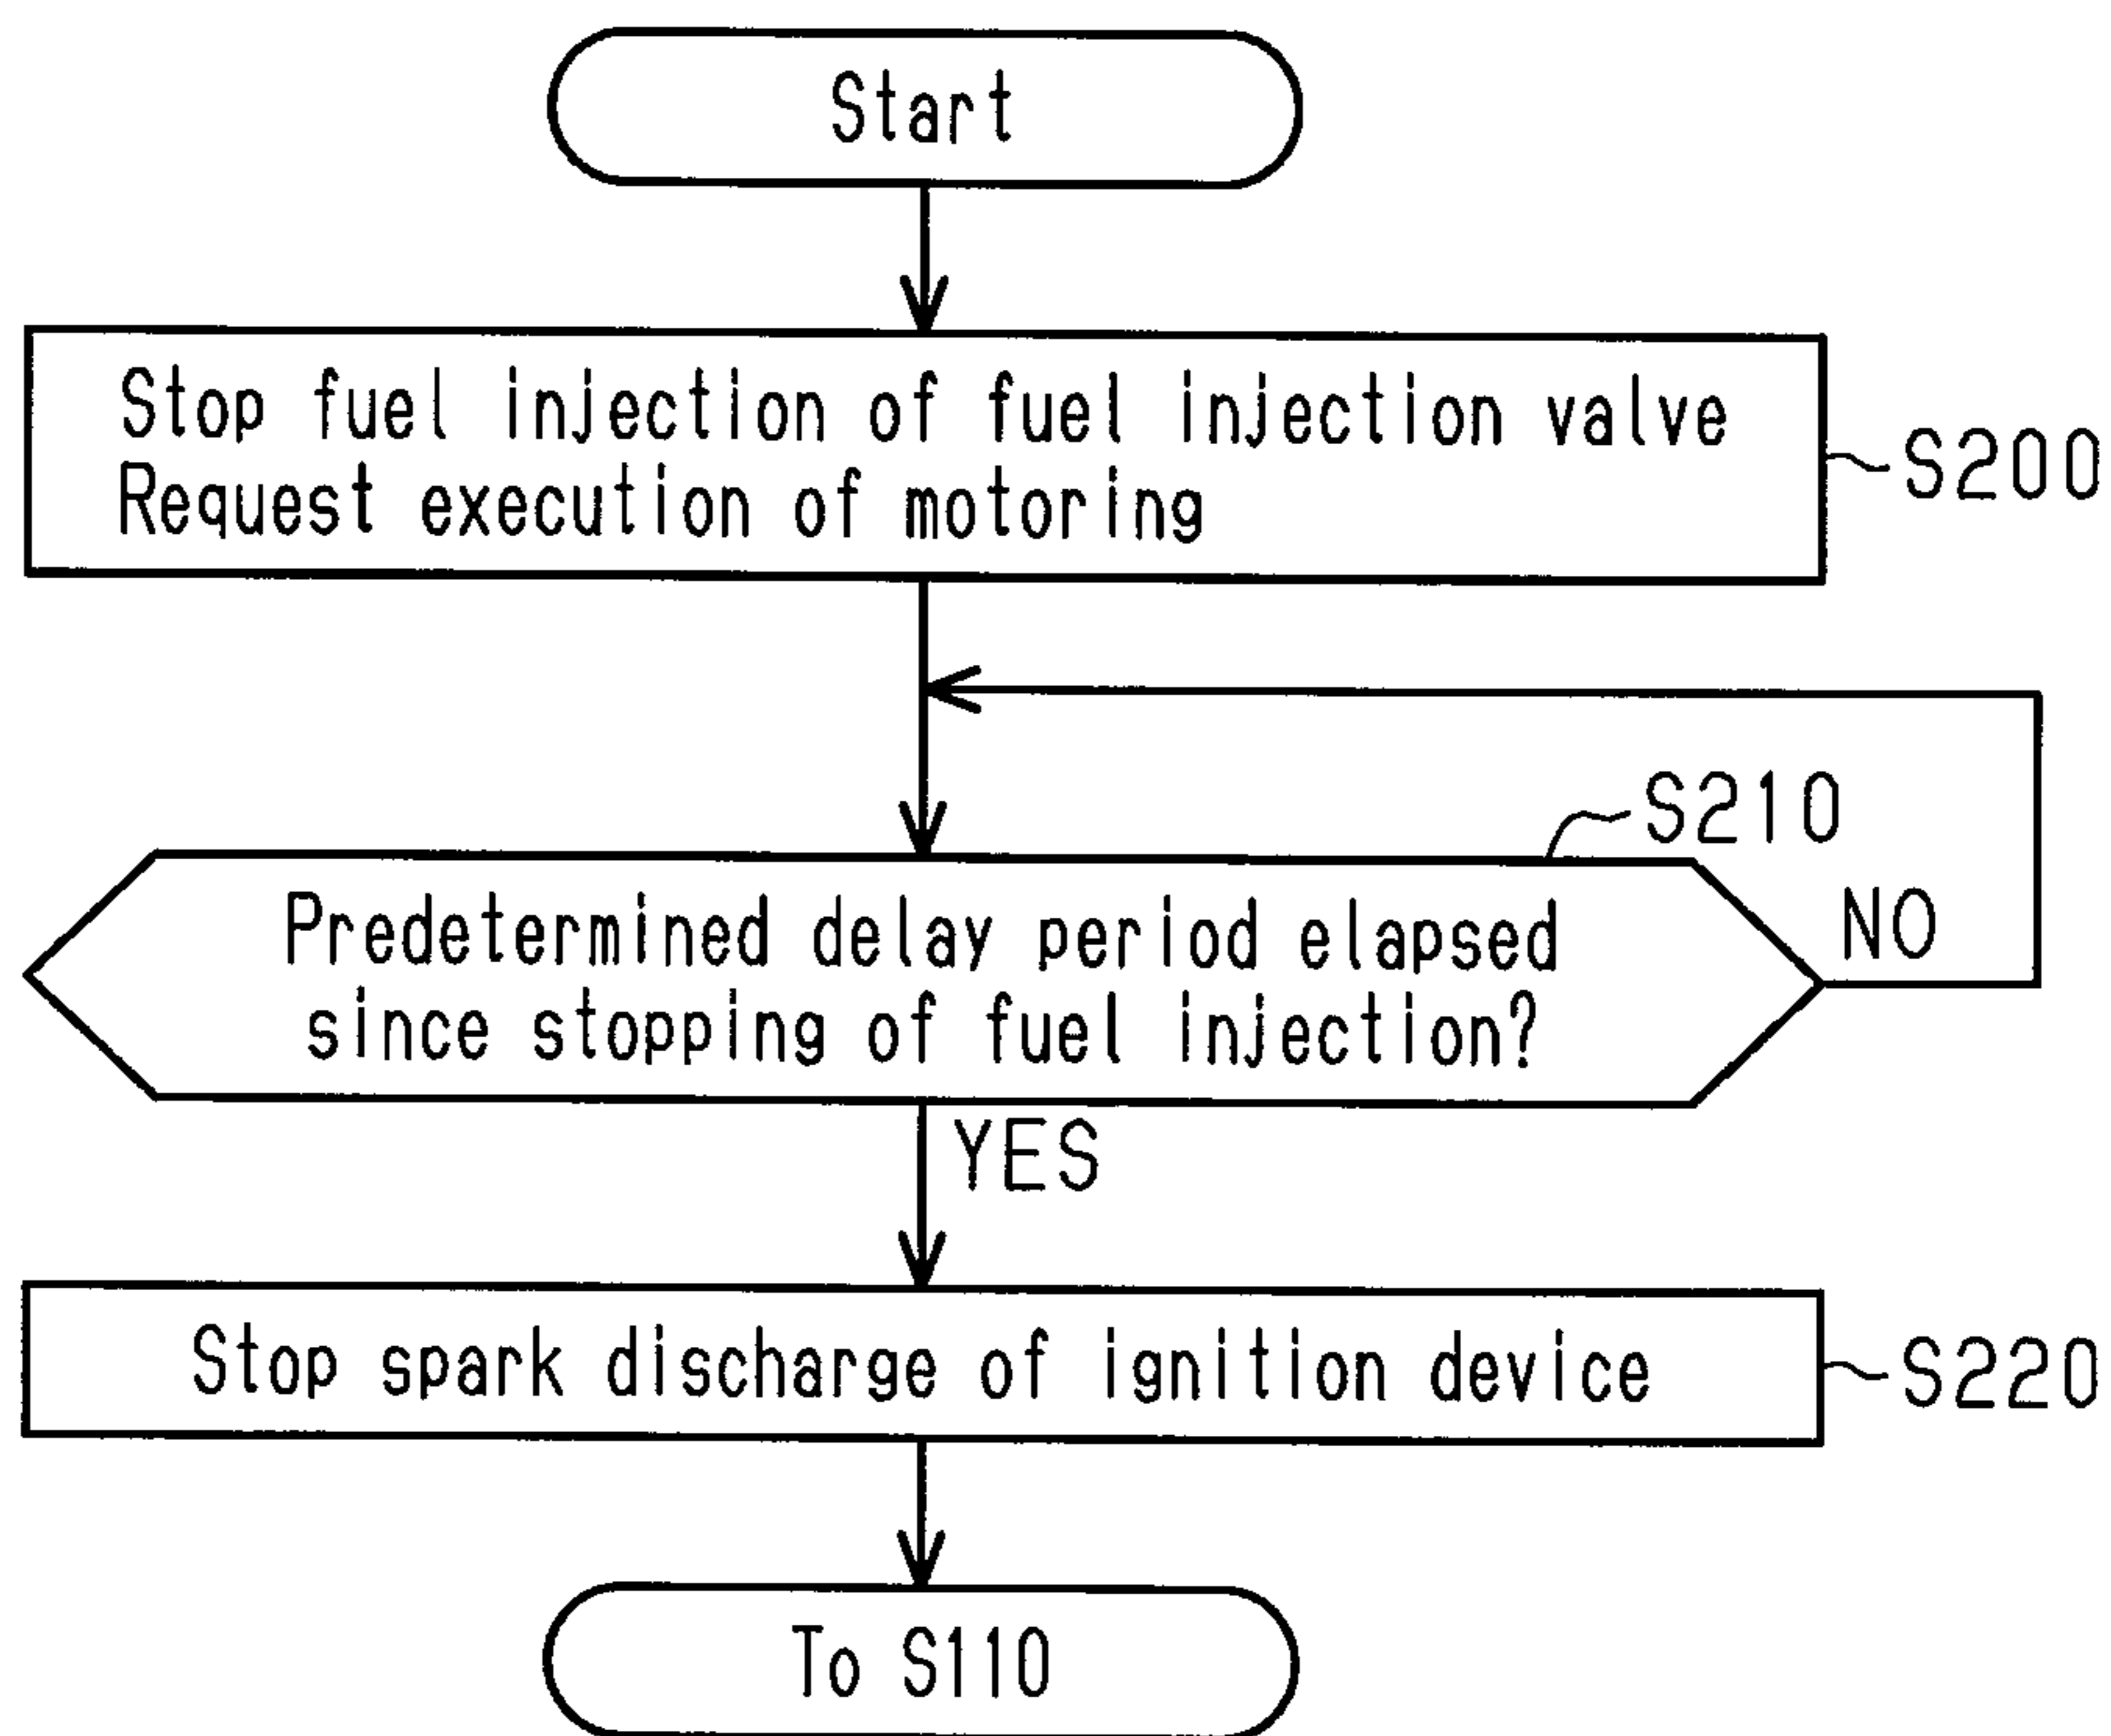 Start
Stop fuel injection of fuel injection valve
Request execution of motoring
S200
S210
Predetermined delay period elapsed
since stopping of fuel injection?
NO
YES
Stop spark discharge of ignition device
S220
To S110